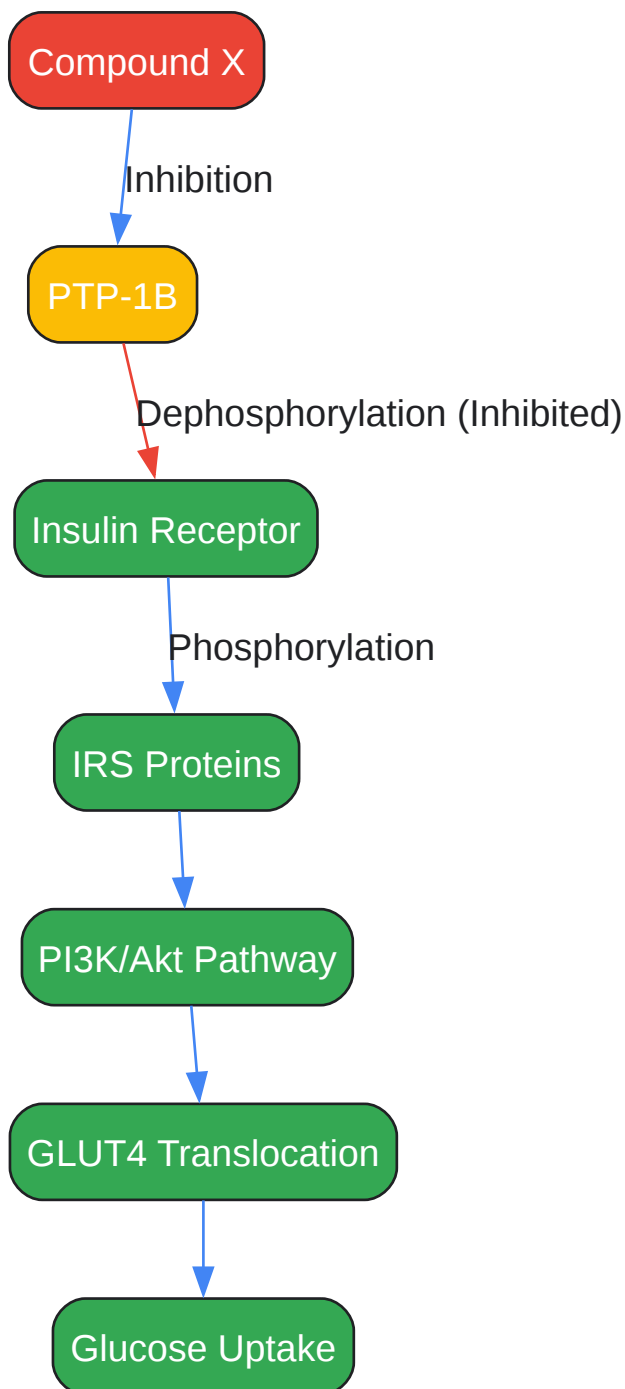 Compound X
Inhibition
PTP-1B
Dephosphorylation (Inhibited)
Insulin Receptor
Phosphorylation
IRS Proteins
PI3K/Akt Pathway
GLUT4 Translocation
Glucose Uptake